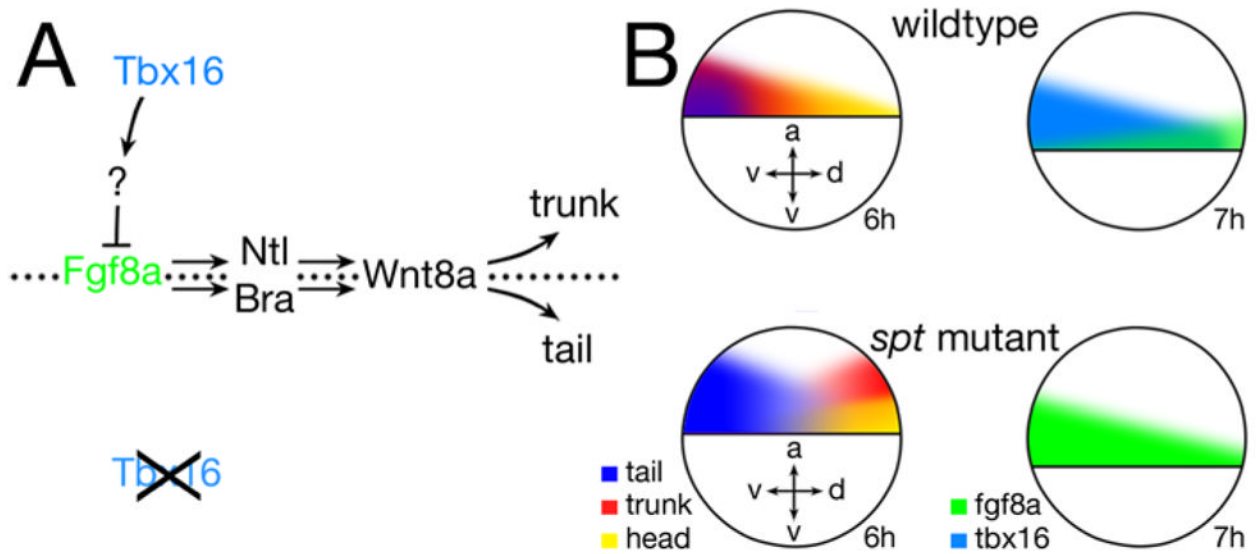 A
Tbx16
?
Fgf8a
Ntl
Bra
Wnt8a
trunk
tail
Tbx16
B
wildtype
a
v d
v
6h
7h
spt mutant
a
v d
v
6h
7h
tail
trunk
head
fgf8a
tbx16